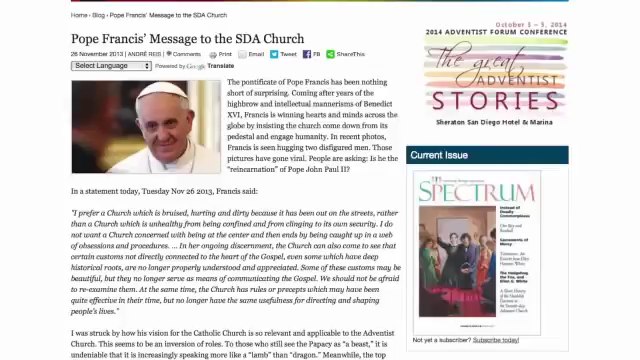 Home › Blog › Pope Francis' Message to the SDA Church
Pope Francis' Message to the SDA Church
26 November 2013 | ANDRÉ REIS | Comments Print Email Tweet FB ShareThis
Select Language Powered by Google Translate
The pontificate of Pope Francis has been nothing
short of surprising. Coming after years of the
highbrow and intellectual mannerisms of Benedict
XVI, Francis is winning hearts and minds across the
globe by insisting the church come down from its
pedestal and engage humanity. In recent photos,
Francis is seen hugging two disfigured men. Those
pictures have gone viral. People are asking: Is he the
"reincarnation" of Pope John Paul II?
In a statement today, Tuesday Nov 26 2013, Francis said:
"I prefer a Church which is bruised, hurting and dirty because it has been out on the streets, rather
than a Church which is unhealthy from being confined and from clinging to its own security. I do
not want a Church concerned with being at the center and then ends by being caught up in a web
of obsessions and procedures. ... In her ongoing discernment, the Church can also come to see that
certain customs not directly connected to the heart of the Gospel, even some which have deep
historical roots, are no longer properly understood and appreciated. Some of these customs may be
beautiful, but they no longer serve as means of communicating the Gospel. We should not be afraid
to re-examine them. At the same time, the Church has rules or precepts which may have been
quite effective in their time, but no longer have the same usefulness for directing and shaping
people's lives."
I was struck by how his vision for the Catholic Church is so relevant and applicable to the Adventist
Church. This seems to be an inversion of roles. To those who still see the Papacy as "a beast," it is
undeniable that it is increasingly speaking more like a "lamb" than "dragon." Meanwhile, the top
October 3 - 5, 2014
2014 ADVENTIST FORUM CONFERENCE
The great
ADVENTIST
STORIES
Sheraton San Diego Hotel & Marina
Current Issue
SPECTRUM
Not yet a subscriber? Subscribe today!